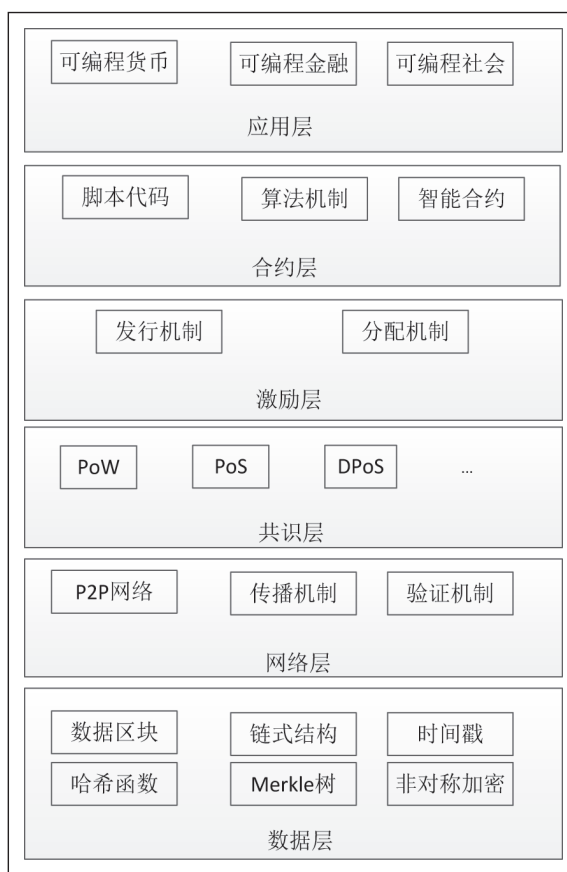 可编程货币 可编程金融 可编程社会
应用层
脚本代码 算法机制 智能合约
合约层
发行机制 分配机制
激励层
PoW PoS DPoS ...
共识层
P2P网络 传播机制 验证机制
网络层
数据区块 链式结构 时间戳
哈希函数 Merkle树 非对称加密
数据层